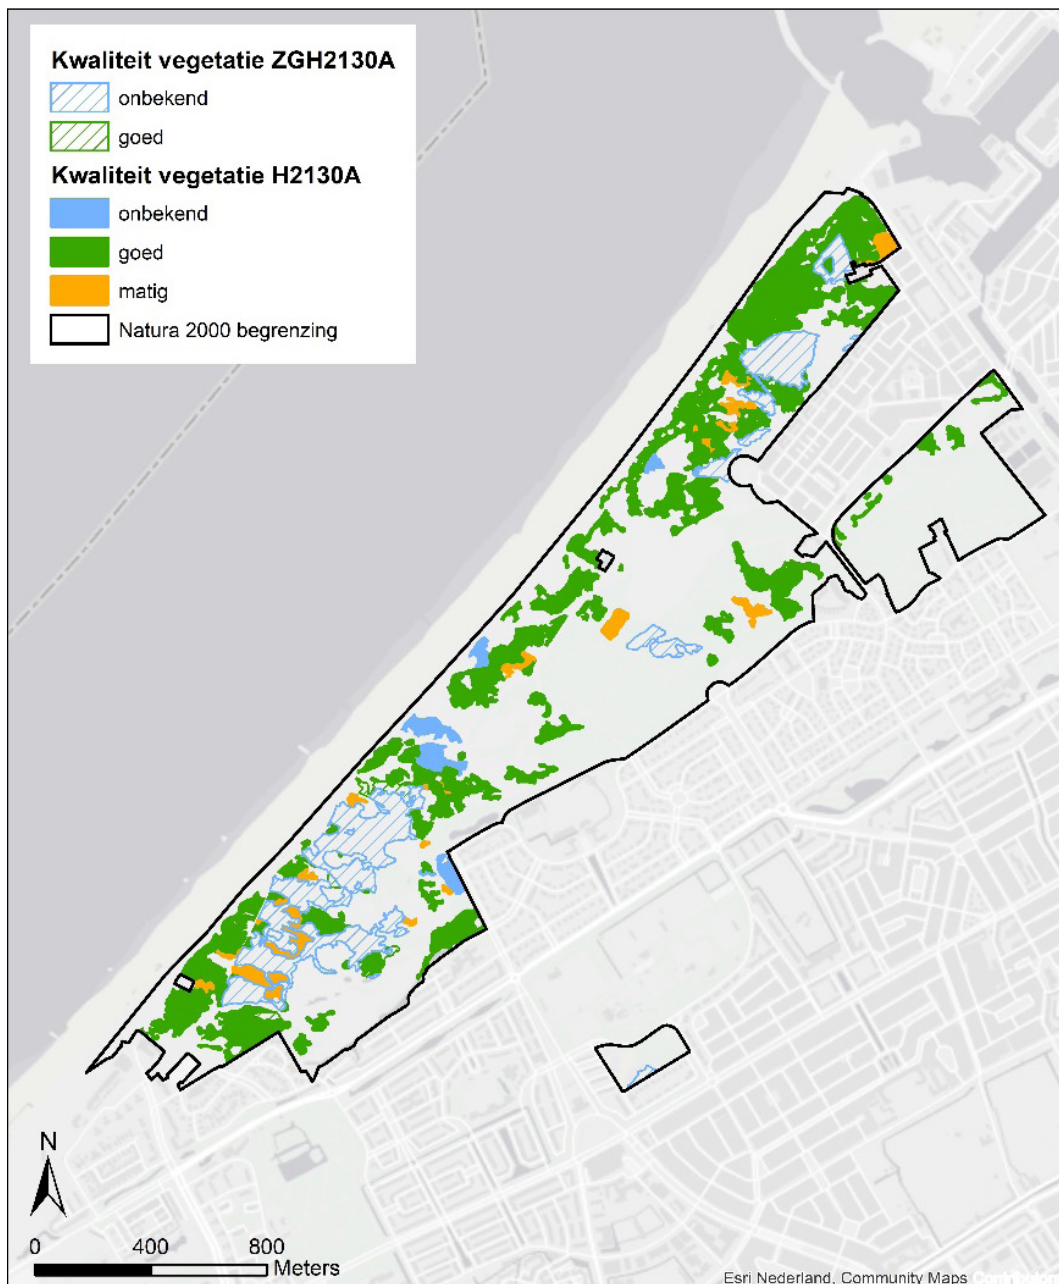 Kwaliteit vegetatie ZGH2130A
onbekend
goed
Kwaliteit vegetatie H2130A
onbekend
goed
matig
Natura 2000 begrenzing
N
0 400 800
Meters
Esri Nederland, Community Maps